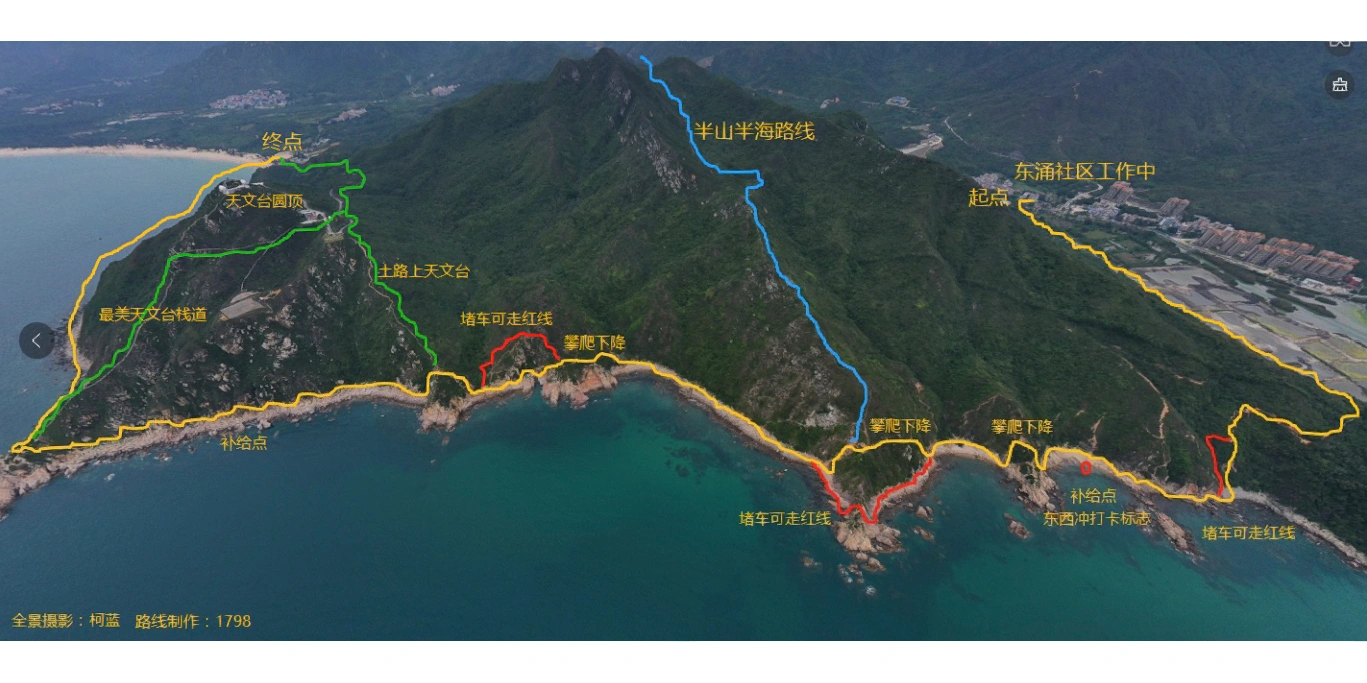 终点
半山半海路线
东涌社区工作中
起点
天文台圆顶
土路上天文台
最美天文台栈道
堵车可走红线
攀爬下降
攀爬下降
攀爬下降
补给点
补给点
东西冲打卡标志
堵车可走红线
堵车可走红线
全景摄影：柯蓝 路线制作：1798